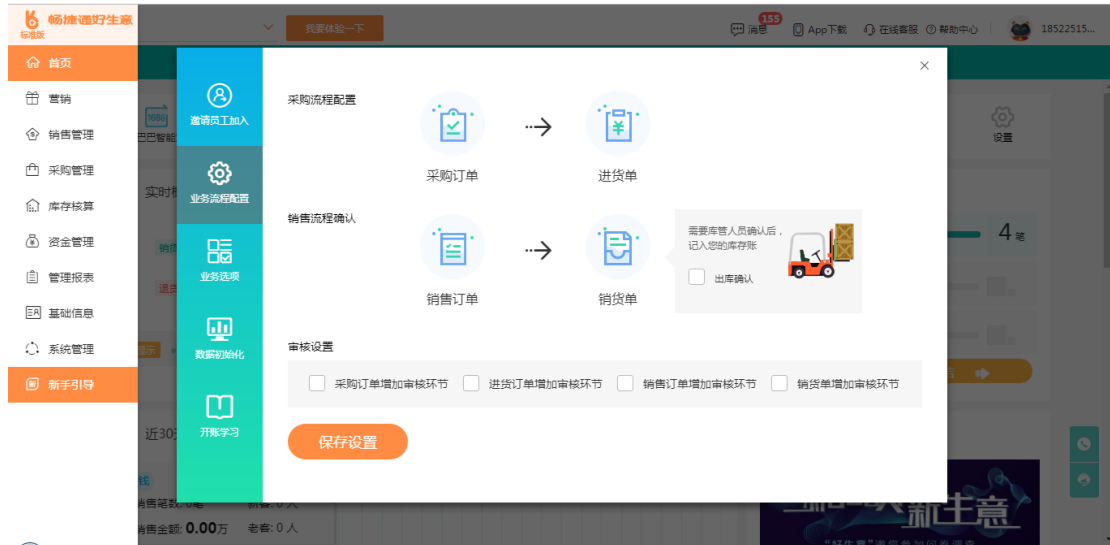 畅捷通好生意
标准版
我要体验一下
155
消息
App下载
在线客服
帮助中心
18522515...
首页
营销
销售管理
采购管理
库存核算
资金管理
管理报表
基础信息
系统管理
新手引导
邀请员工加入
业务流程配置
业务选项
数据初始化
开账学习
采购流程配置
采购订单
进货单
销售流程确认
销售订单
销货单
需要库管人员确认后，
记入您的库存账
出库确认
审核设置
采购订单增加审核环节
进货订单增加审核环节
销售订单增加审核环节
销货单增加审核环节
保存设置
1688
巴巴智能
设置
实时
4 笔
近30
销售笔数: 0笔
新客: 0 人
销售金额: 0.00万
老客: 0 人
生意